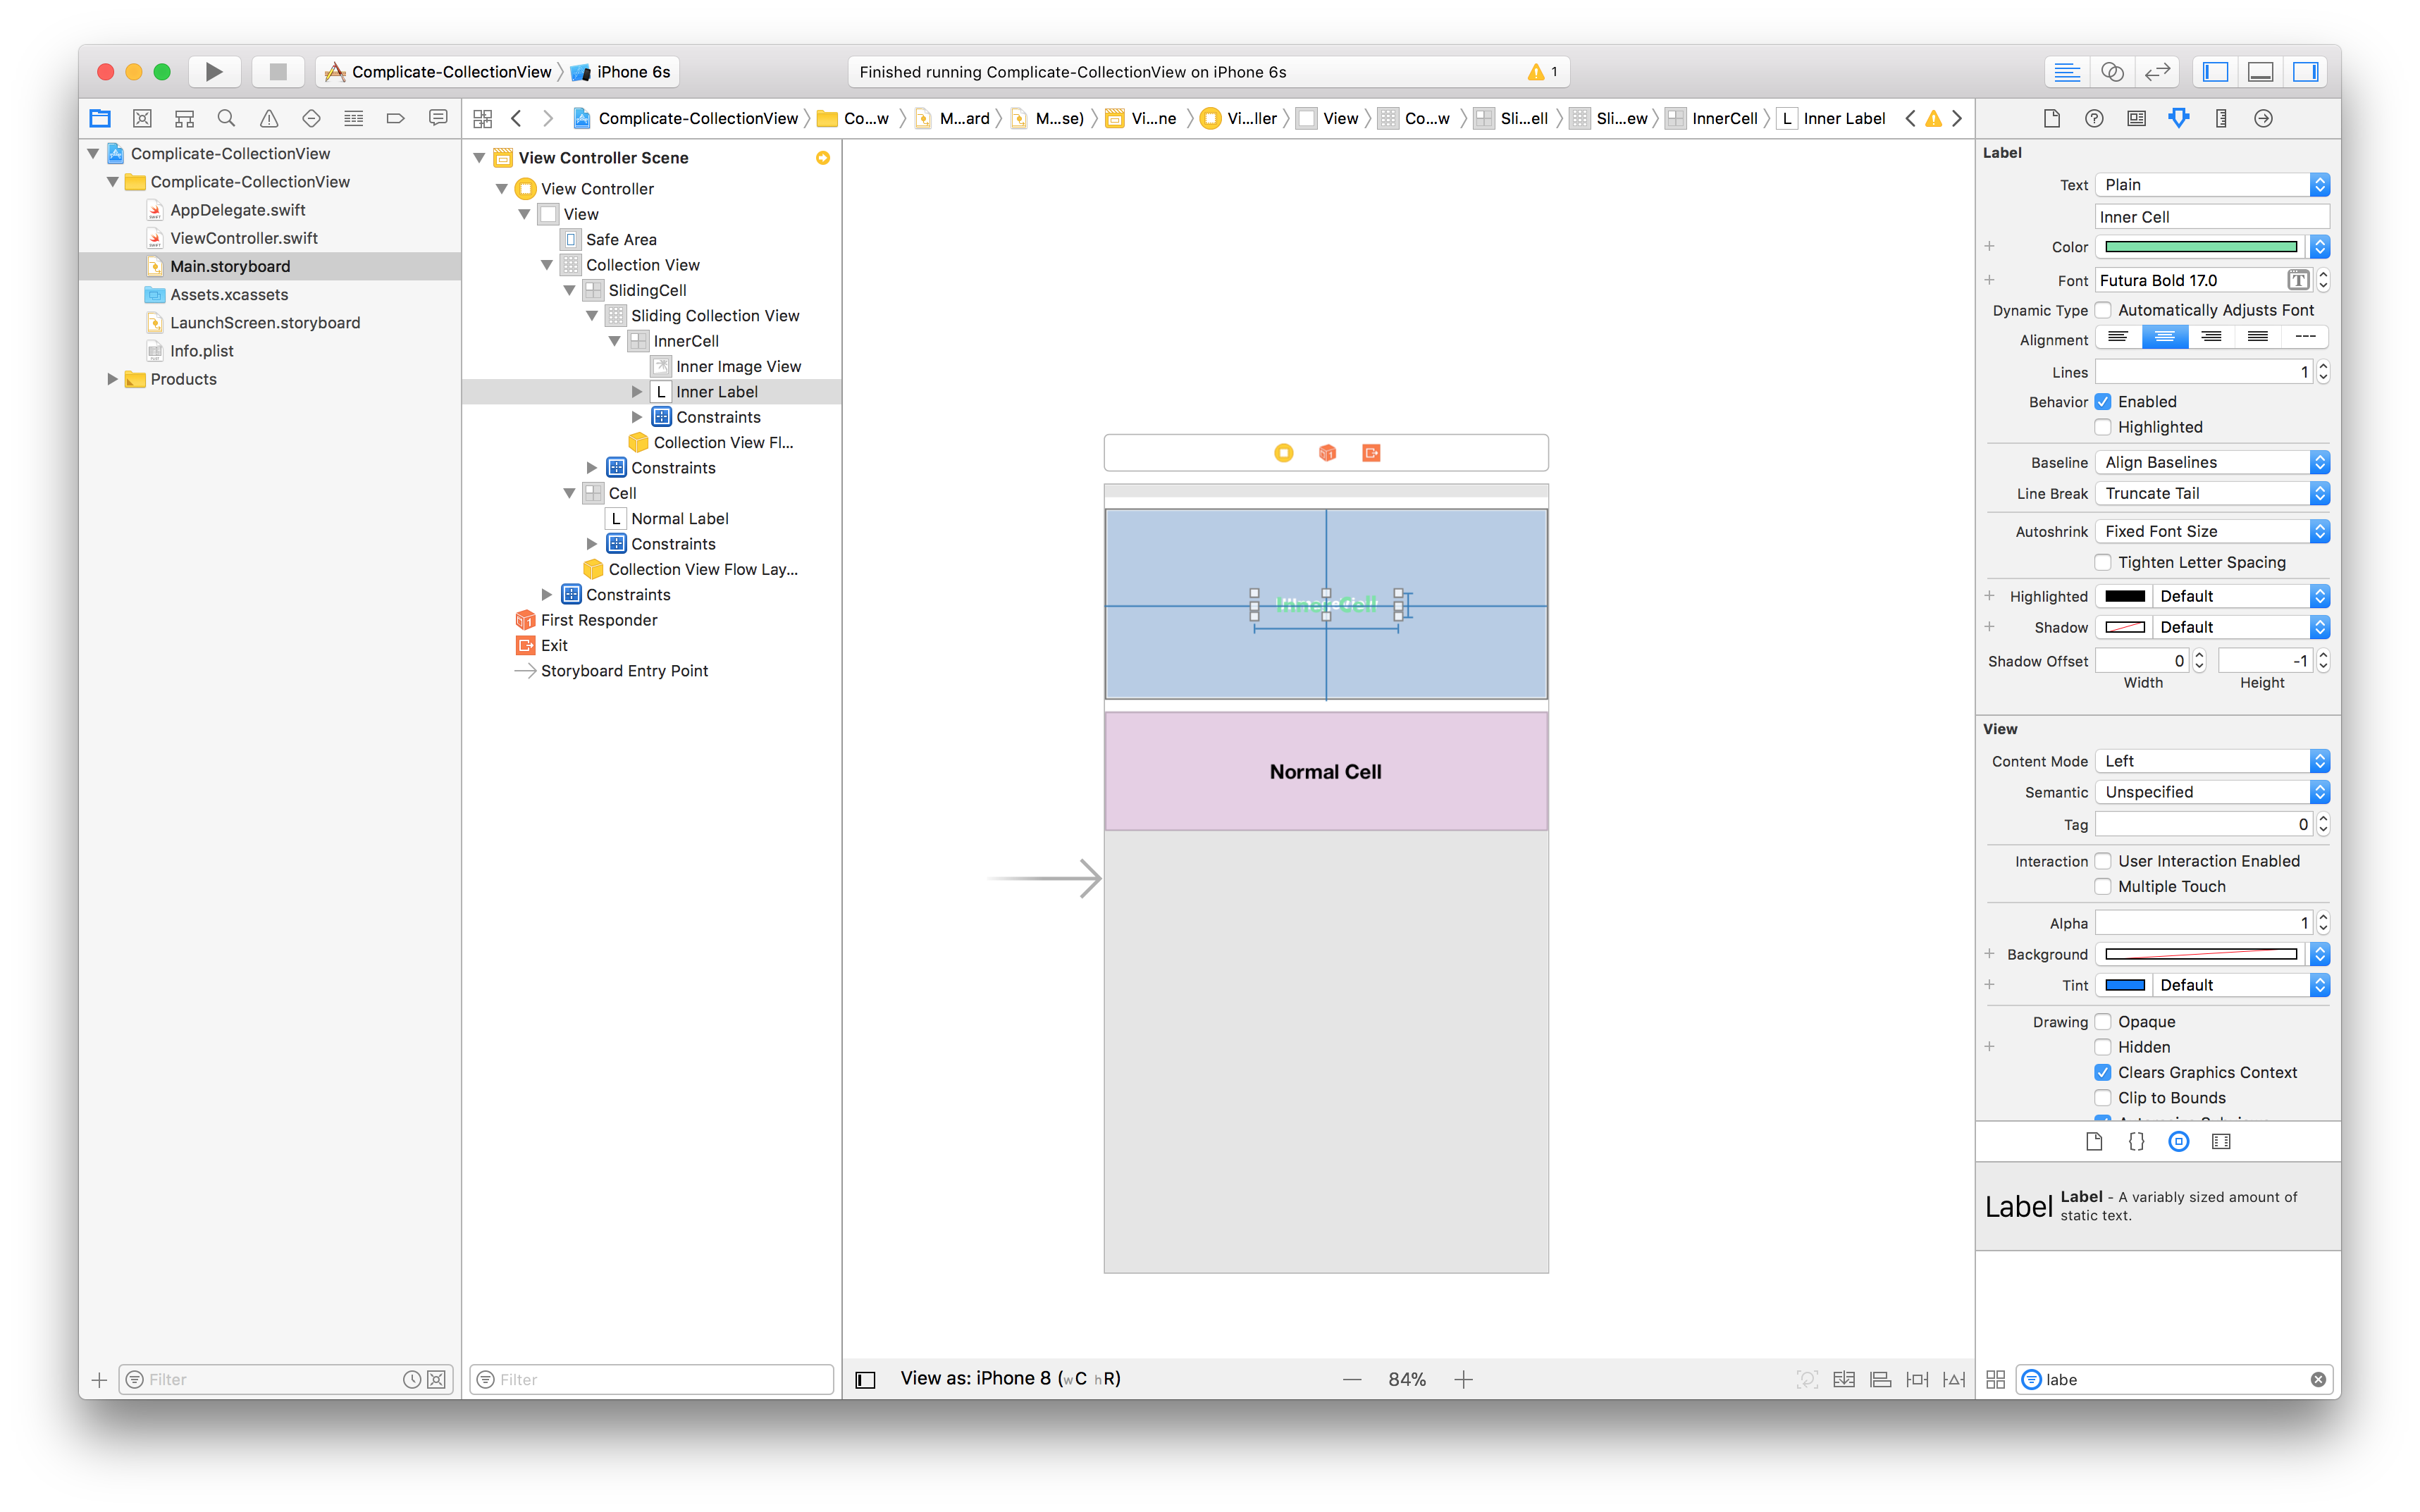 Complicate-CollectionView
iPhone 6s
Finished running Complicate-CollectionView on iPhone 6s
1
Complicate-CollectionView
Co...w
M...ard
M...se)
Vi...ne
Vi...ller
View
Co...w
Sli...ell
Sli...ew
InnerCell
L Inner Label
Complicate-CollectionView
Complicate-CollectionView
AppDelegate.swift
ViewController.swift
Main.storyboard
Assets.xcassets
LaunchScreen.storyboard
Info.plist
Products
Filter
View Controller Scene
View Controller
View
Safe Area
Collection View
SlidingCell
Sliding Collection View
InnerCell
Inner Image View
L Inner Label
Constraints
Collection View Fl...
Constraints
Cell
L Normal Label
Constraints
Collection View Flow Lay...
Constraints
First Responder
Exit
Storyboard Entry Point
Filter
Normal Cell
View as: iPhone 8 (wC hR)
84%
Label
Text Plain
Inner Cell
Color
Font Futura Bold 17.0
Dynamic Type Automatically Adjusts Font
Alignment
Lines 1
Behavior Enabled
Highlighted
Baseline Align Baselines
Line Break Truncate Tail
Autoshrink Fixed Font Size
Tighten Letter Spacing
Highlighted Default
Shadow Default
Shadow Offset 0 -1
Width Height
View
Content Mode Left
Semantic Unspecified
Tag 0
Interaction User Interaction Enabled
Multiple Touch
Alpha 1
Background
Tint Default
Drawing Opaque
Hidden
Clears Graphics Context
Clip to Bounds
Label Label - A variably sized amount of
static text.
labe